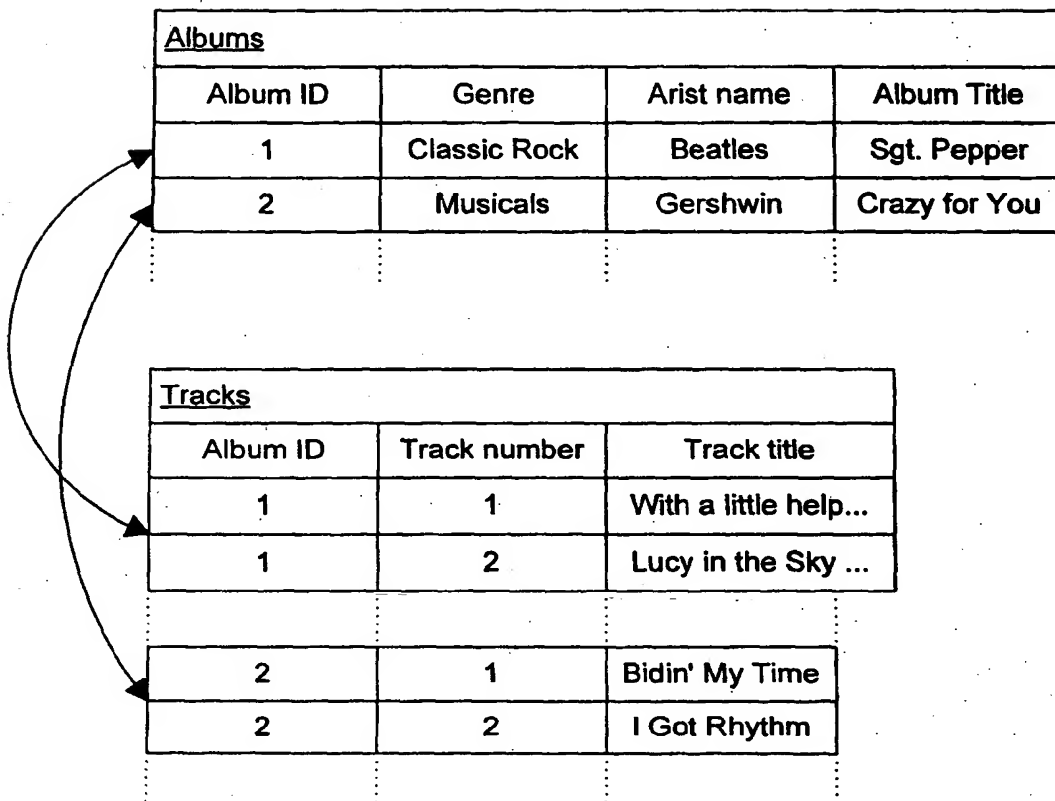 Albums
Album ID Genre Arist name Album Title
1 Classic Rock Beatles Sgt. Pepper
2 Musicals Gershwin Crazy for You
Tracks
Album ID Track number Track title
1 1 With a little help...
1 2 Lucy in the Sky ...
2 1 Bidin' My Time
2 2 I Got Rhythm